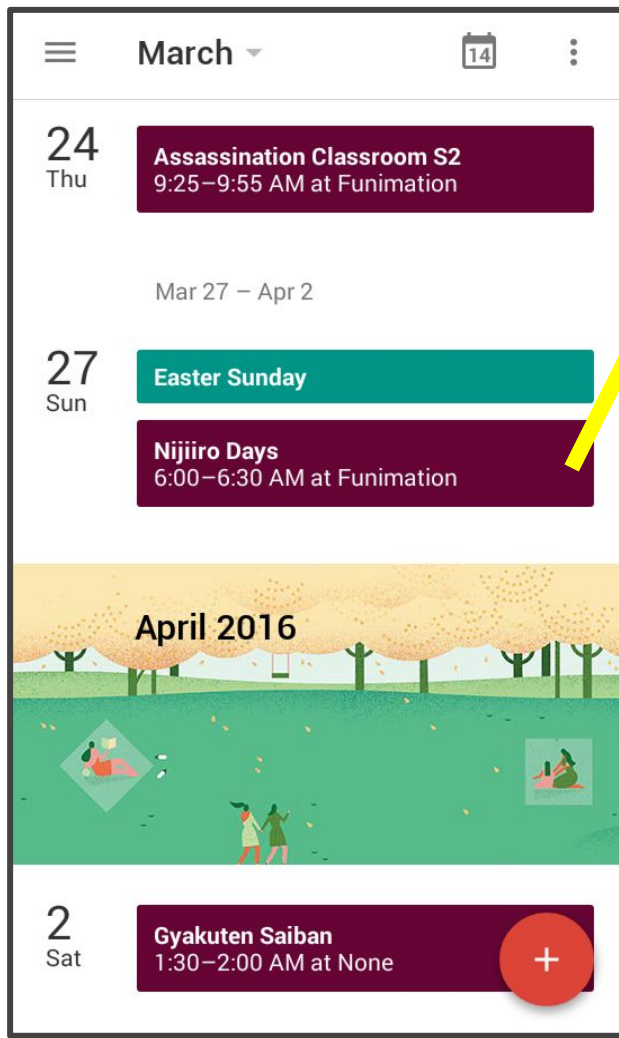 March
14
24
Thu
Assassination Classroom S2
9:25–9:55 AM at Funimation
Mar 27 – Apr 2
27
Sun
Easter Sunday
Nijiiro Days
6:00–6:30 AM at Funimation
April 2016
2
Sat
Gyakuten Saiban
1:30–2:00 AM at None
+